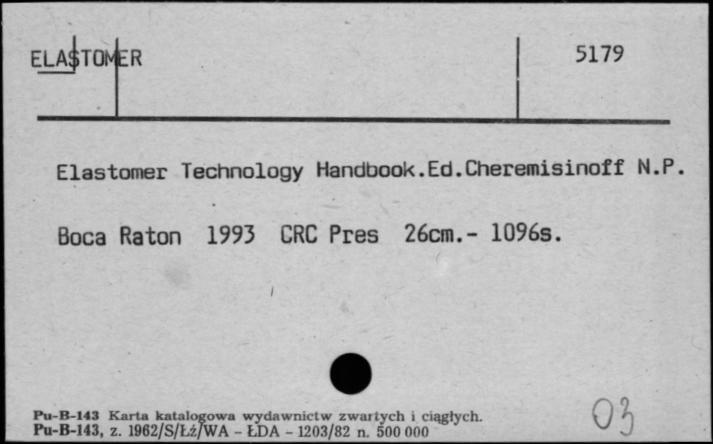 ELASTOMER 5179
Elastomer Technology Handbook.Ed.Cheremisinoff N.P.
Boca Raton 1993 CRC Pres 26cm.- 1096s.
03
Pu-B-143 Karta katalogowa wydawnictw zwartych i ciągłych.
Pu-B-143, z. 1962/S/Łź/WA - ŁDA - 1203/82 n. 500 000